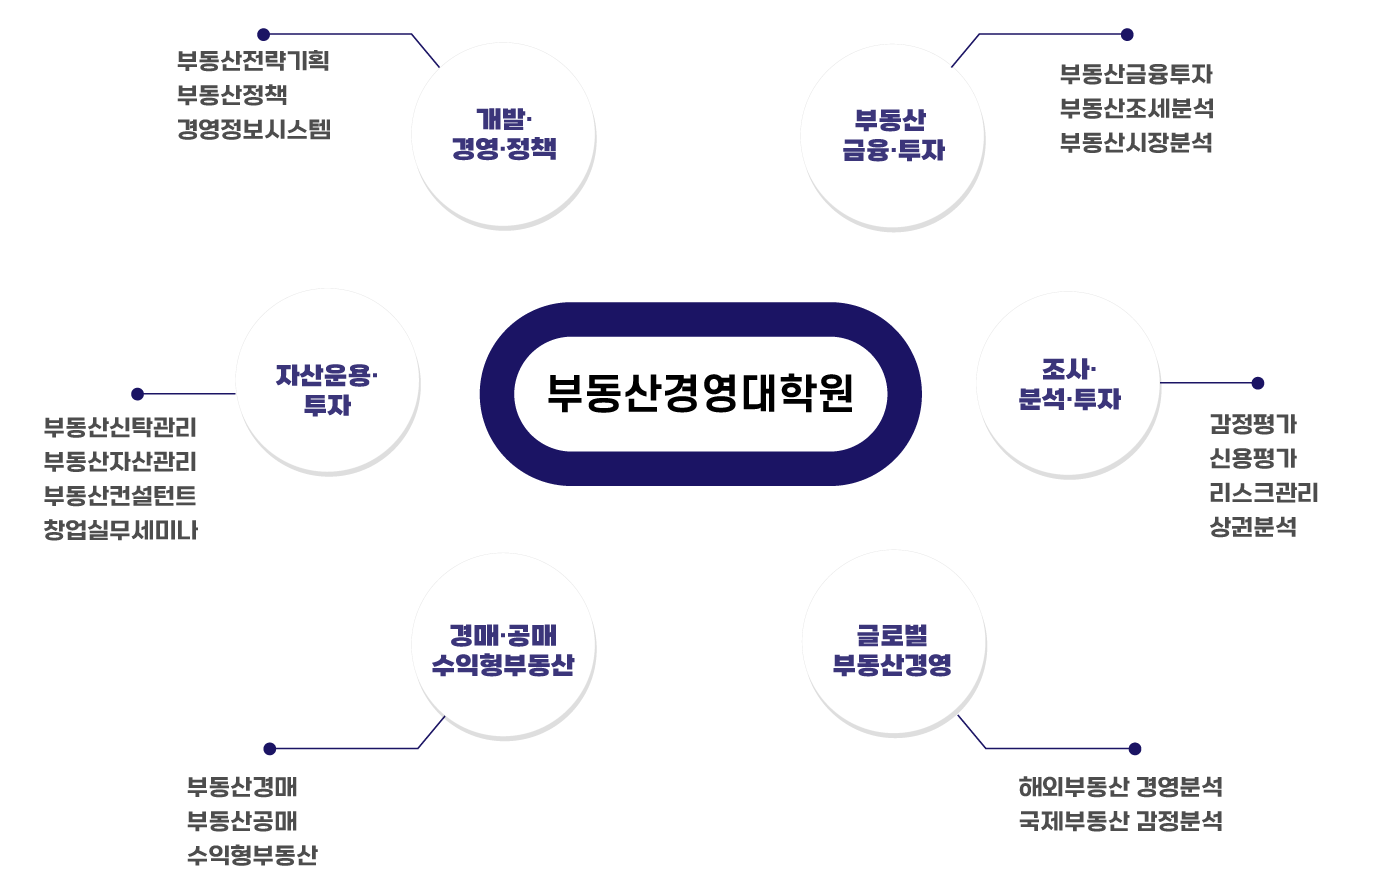 부동산전략기획
부동산정책
경영정보시스템
개발·
경영·정책
부동산
금융·투자
부동산금융투자
부동산조세분석
부동산시장분석
자산운용·
투자
부동산신탁관리
부동산자산관리
부동산컨설턴트
창업실무세미나
부동산경영대학원
조사·
분석·투자
감정평가
신용평가
리스크관리
상권분석
경매·공매
수익형부동산
부동산경매
부동산공매
수익형부동산
글로벌
부동산경영
해외부동산 경영분석
국제부동산 감정분석